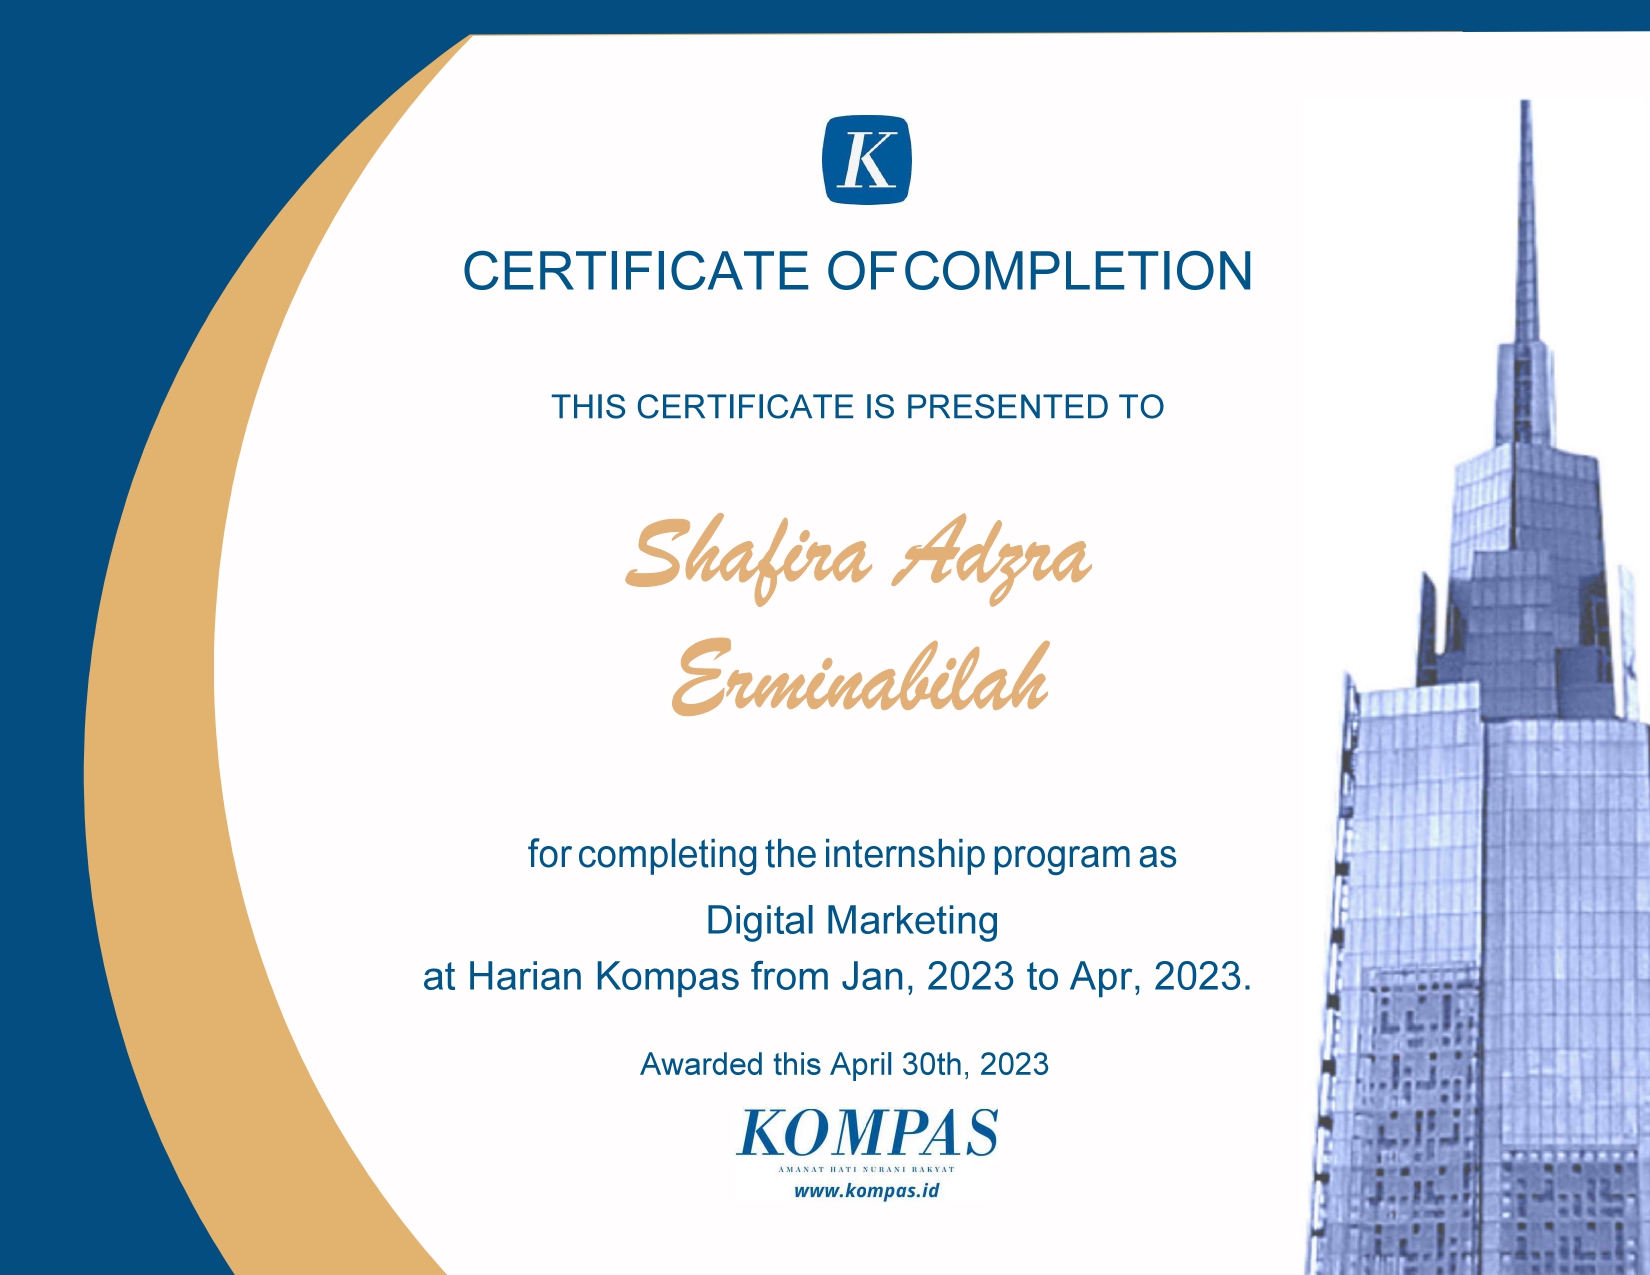 K
CERTIFICATE OF COMPLETION
THIS CERTIFICATE IS PRESENTED TO
Shafira Adzra
Erminabilah
for completing the internship program as
Digital Marketing
at Harian Kompas from Jan, 2023 to Apr, 2023.
Awarded this April 30th, 2023
KOMPAS
AMANAT HATI NURANI RAKYAT
www.kompas.id